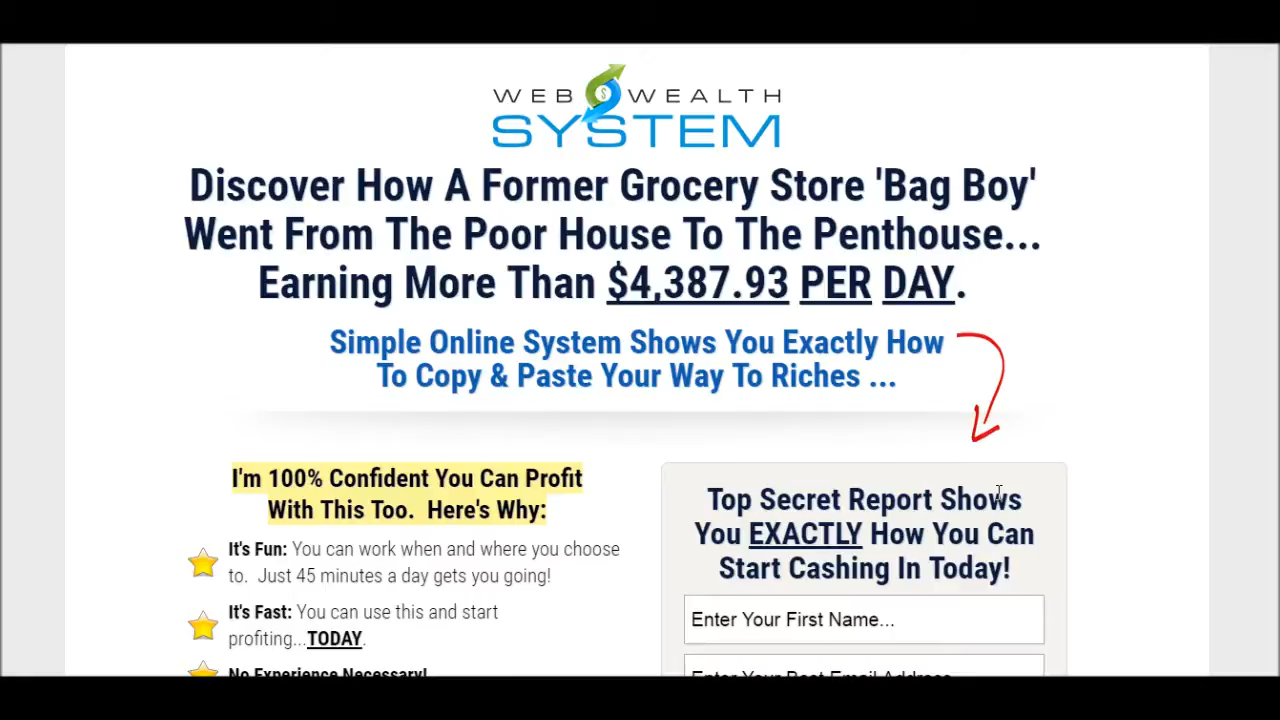 WEB WEALTH
SYSTEM
Discover How A Former Grocery Store 'Bag Boy'
Went From The Poor House To The Penthouse...
Earning More Than $4,387.93 PER DAY.
Simple Online System Shows You Exactly How
To Copy & Paste Your Way To Riches ...
I'm 100% Confident You Can Profit
With This Too. Here's Why:
It's Fun: You can work when and where you choose
to. Just 45 minutes a day gets you going!
It's Fast: You can use this and start
profiting...TODAY.
No Experience Necessary!
Top Secret Report Shows
You EXACTLY How You Can
Start Cashing In Today!
Enter Your First Name...
Enter Your Best Email Address...